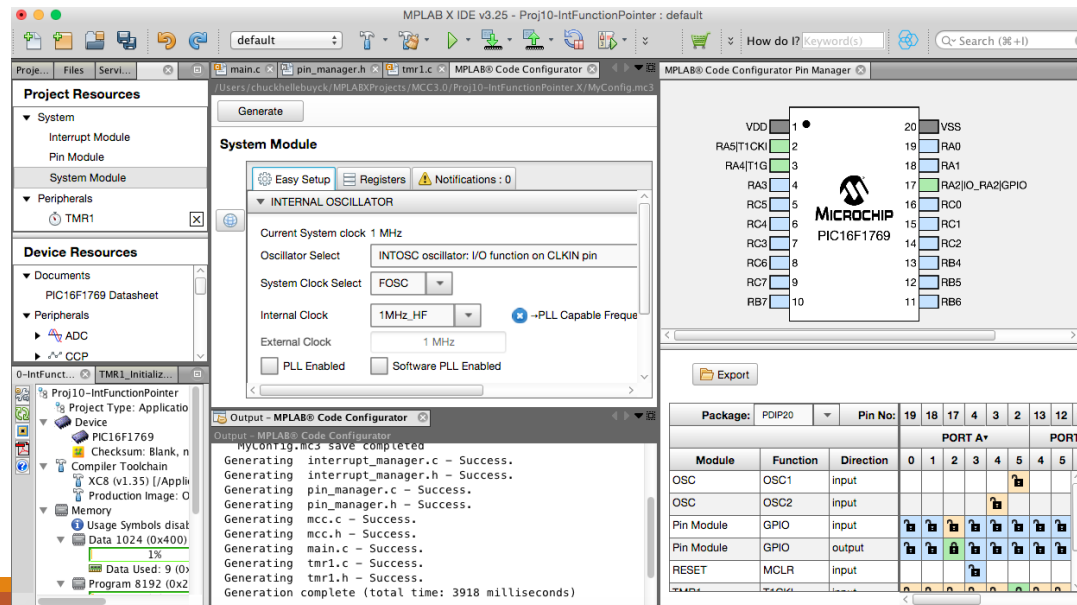 MPLAB X IDE v3.25 - Proj10-IntFunctionPointer : default
default
How do I? Keyword(s)
Search (⌘+I)
Proje... Files Servi...
Project Resources
System
Interrupt Module
Pin Module
System Module
Peripherals
TMR1
Device Resources
Documents
PIC16F1769 Datasheet
Peripherals
ADC
CCP
0-IntFunct... TMR1_Initializ...
Proj10-IntFunctionPointer
Project Type: Applicatio
Device
PIC16F1769
Checksum: Blank, n
Compiler Toolchain
XC8 (v1.35) [/Appli
Production Image: O
Memory
Usage Symbols disab
Data 1024 (0x400)
1%
Data Used: 9 (0x
Program 8192 (0x2
main.c pin_manager.h tmr1.c MPLAB® Code Configurator
/Users/chuckhellebuyck/MPLABXProjects/MCC3.0/Proj10-IntFunctionPointer.X/MyConfig.mc3
Generate
System Module
Easy Setup Registers Notifications : 0
INTERNAL OSCILLATOR
Current System clock 1 MHz
Oscillator Select INTOSC oscillator: I/O function on CLKIN pin
System Clock Select FOSC
Internal Clock 1MHz_HF →PLL Capable Freque
External Clock 1 MHz
PLL Enabled Software PLL Enabled
Output - MPLAB® Code Configurator
Output - MPLAB® Code Configurator
MyConfig.mc3 save completed
Generating interrupt_manager.c - Success.
Generating interrupt_manager.h - Success.
Generating pin_manager.c - Success.
Generating pin_manager.h - Success.
Generating mcc.c - Success.
Generating mcc.h - Success.
Generating main.c - Success.
Generating tmr1.c - Success.
Generating tmr1.h - Success.
Generation complete (total time: 3918 milliseconds)
MPLAB® Code Configurator Pin Manager
VDD 1 20 VSS
RA5|T1CKI 2 19 RA0
RA4|T1G 3 18 RA1
RA3 4 17 RA2|IO_RA2|GPIO
RC5 5 16 RC0
RC4 6 15 RC1
RC3 7 14 RC2
RC6 8 13 RB4
RC7 9 12 RB5
RB7 10 11 RB6
MICROCHIP
PIC16F1769
Export
Package: PDIP20 Pin No: 19 18 17 4 3 2 13 12
PORT A▾ PORT
Module Function Direction 0 1 2 3 4 5 4 5
OSC OSC1 input
OSC OSC2 input
Pin Module GPIO input
Pin Module GPIO output
RESET MCLR input
TMR1 T1CKI input